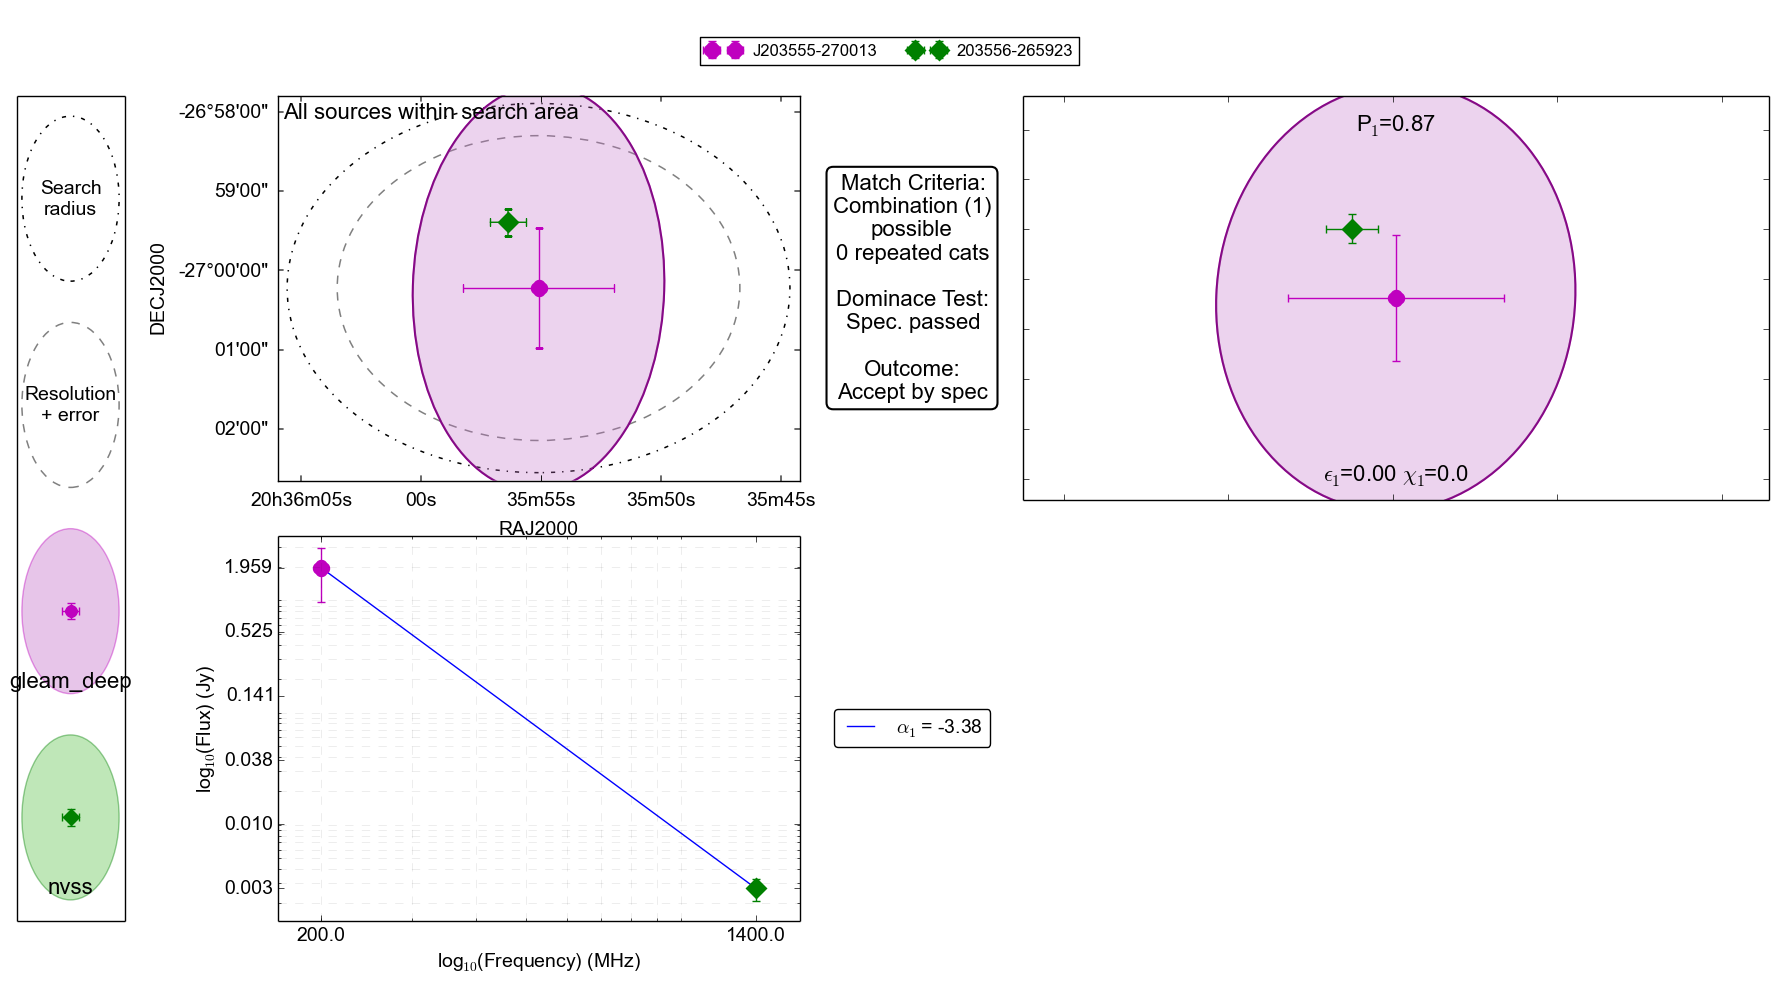 J203555-270013
203556-265923
Search
radius
Resolution
+ error
gleam_deep
nvss
All sources within search area
-26°58'00"
59'00"
-27°00'00"
01'00"
02'00"
DECJ2000
20h36m05s
00s
35m55s
35m50s
35m45s
RAJ2000
Match Criteria:
Combination (1)
possible
0 repeated cats
Dominace Test:
Spec. passed
Outcome:
Accept by spec
P₁=0.87
ϵ₁=0.00 χ₁=0.0
1.959
0.525
0.141
0.038
0.010
0.003
log₁₀(Flux) (Jy)
200.0
1400.0
log₁₀(Frequency) (MHz)
α₁ = -3.38